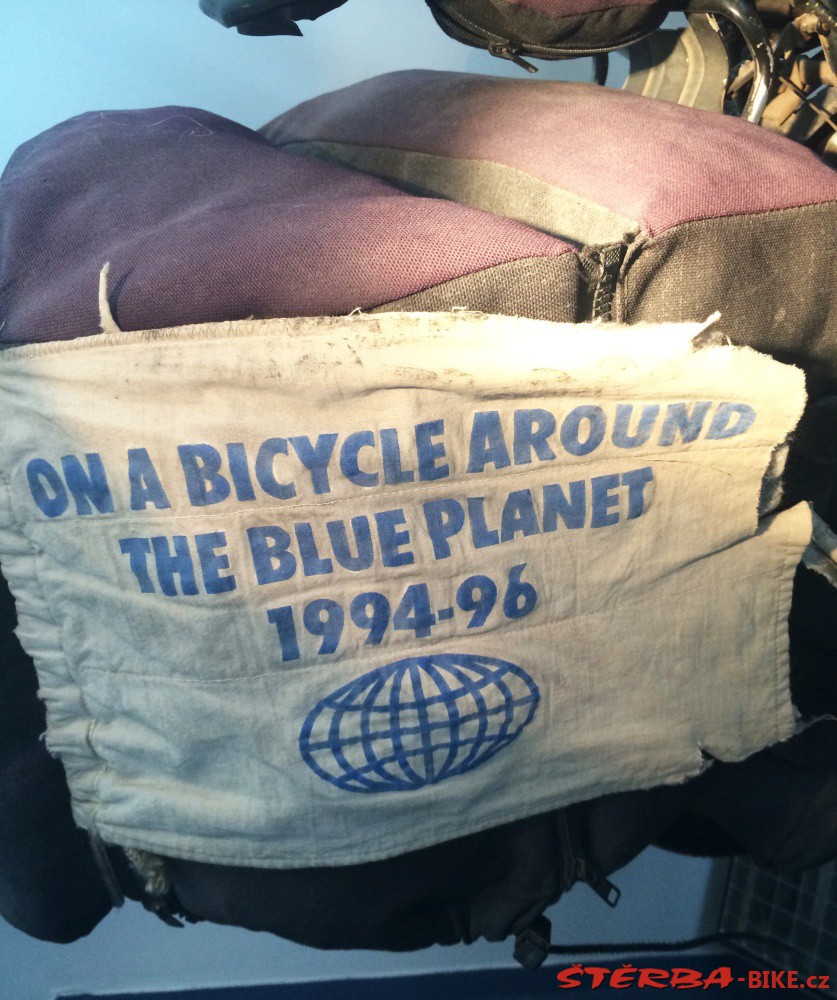 ON A BICYCLE AROUND
THE BLUE PLANET
1994-96
ŠTĚRBA-BIKE.cz